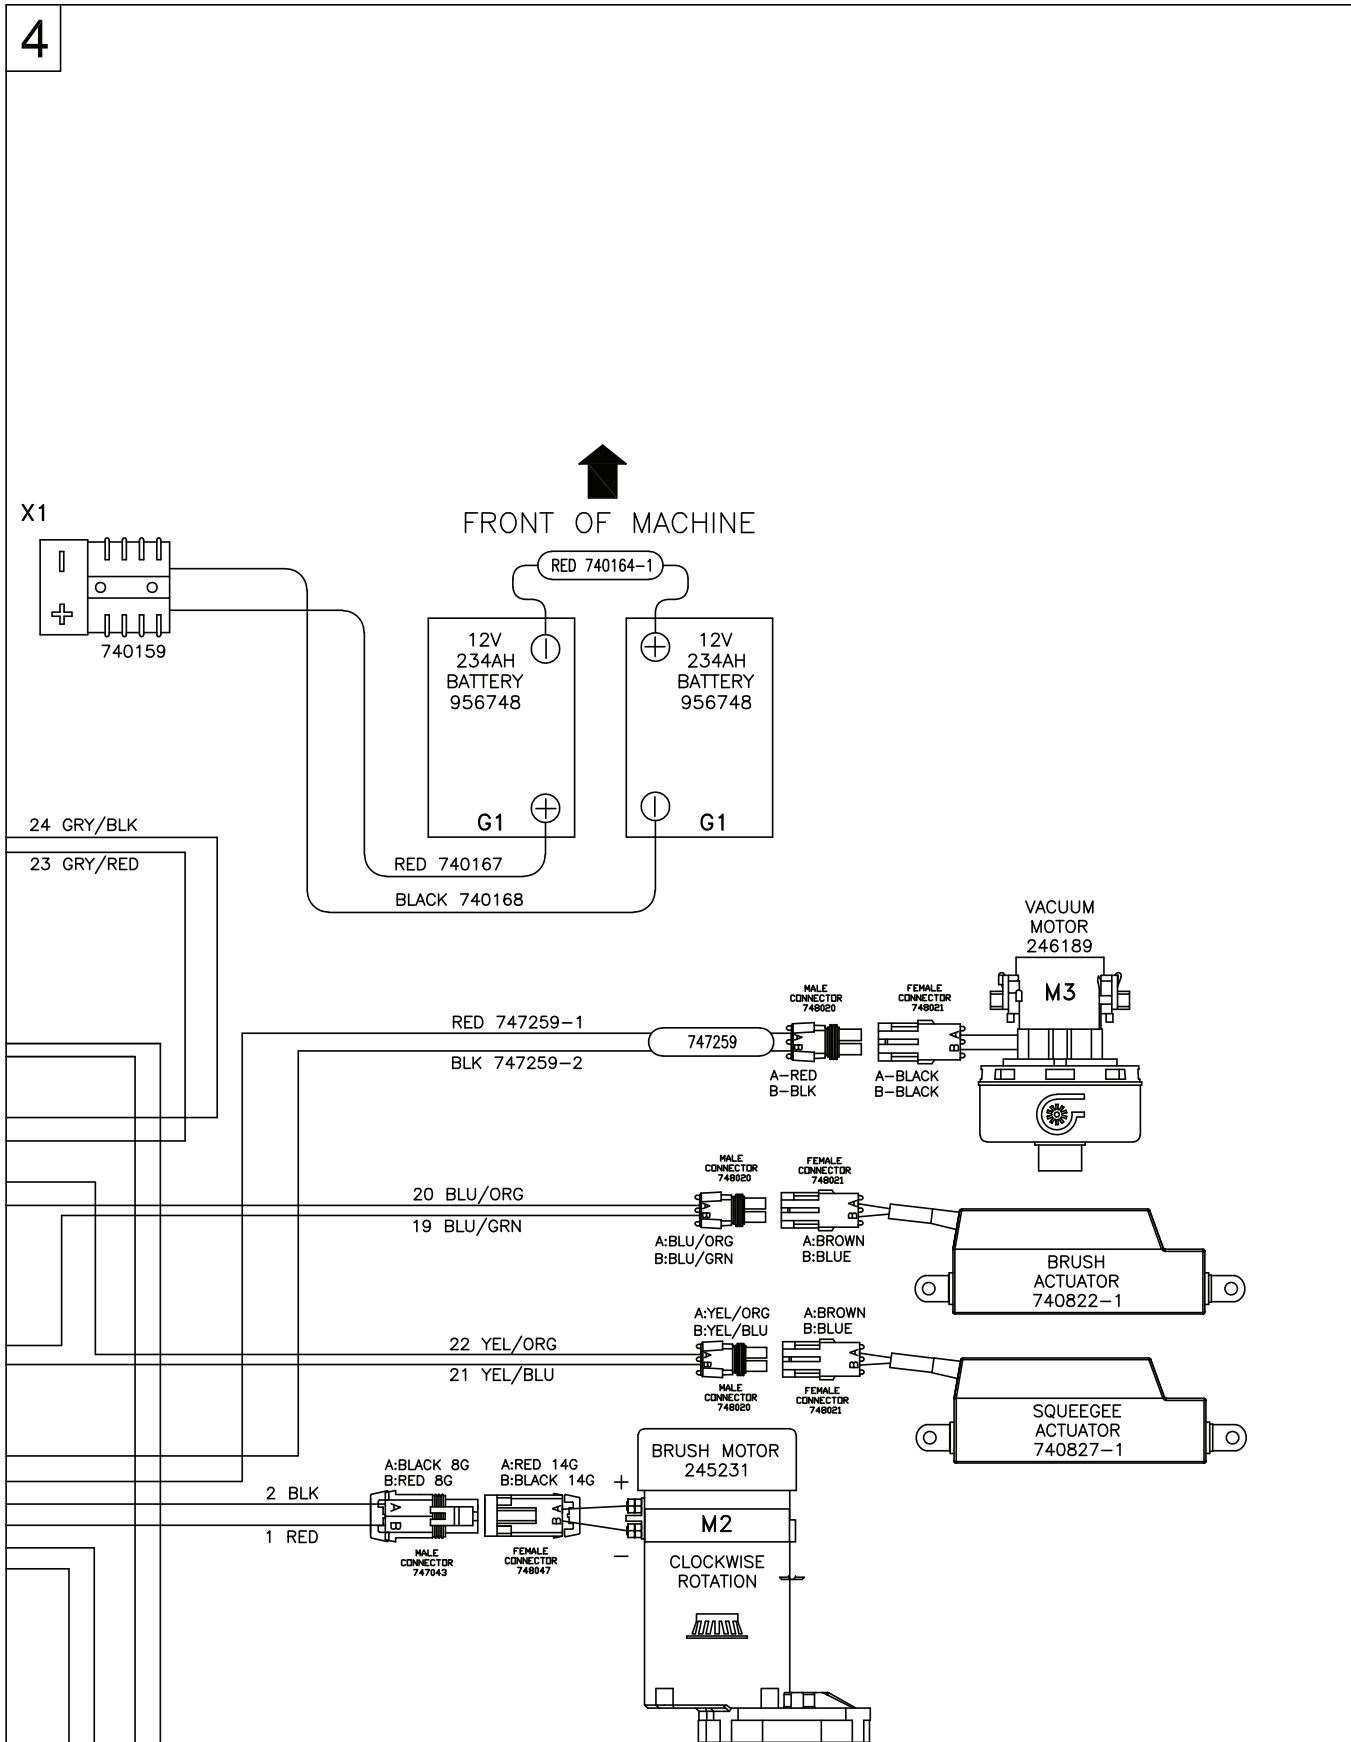 4
X1
FRONT OF MACHINE
RED 740164-1
740159
12V
234AH
BATTERY
956748
G1
12V
234AH
BATTERY
956748
G1
24 GRY/BLK
23 GRY/RED
RED 740167
BLACK 740168
VACUUM
MOTOR
246189
M3
RED 747259-1
BLK 747259-2
747259
MALE
CONNECTOR
748020
A
B
A-RED
B-BLK
FEMALE
CONNECTOR
748021
A
B
A-BLACK
B-BLACK
20 BLU/ORG
19 BLU/GRN
MALE
CONNECTOR
748020
A
B
A:BLU/ORG
B:BLU/GRN
FEMALE
CONNECTOR
748021
A
B
A:BROWN
B:BLUE
BRUSH
ACTUATOR
740822-1
22 YEL/ORG
21 YEL/BLU
A:YEL/ORG
B:YEL/BLU
A
B
MALE
CONNECTOR
748020
A:BROWN
B:BLUE
A
B
FEMALE
CONNECTOR
748021
SQUEEGEE
ACTUATOR
740827-1
2 BLK
1 RED
A:BLACK 8G
B:RED 8G
A
B
MALE
CONNECTOR
747043
A:RED 14G
B:BLACK 14G
A
B
FEMALE
CONNECTOR
748047
+
−
BRUSH MOTOR
245231
M2
CLOCKWISE
ROTATION